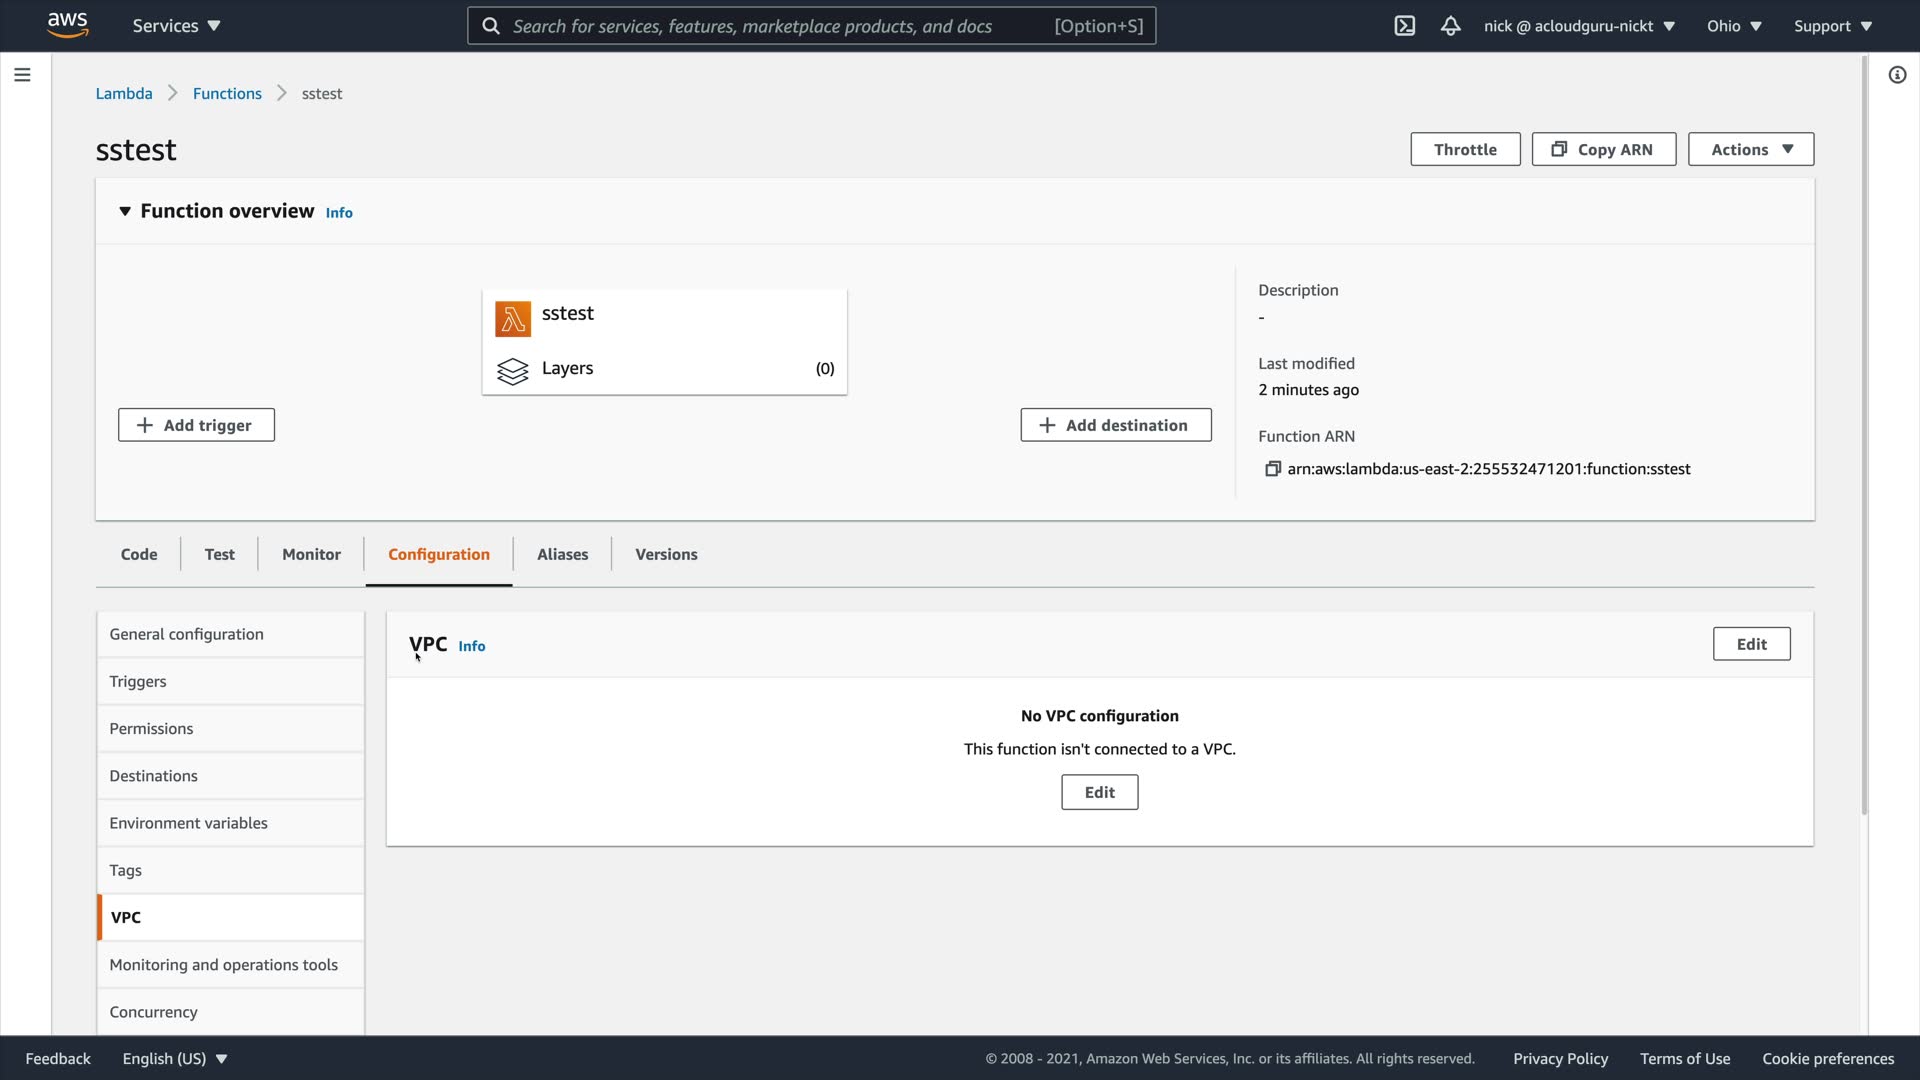 aws
Services
Search for services, features, marketplace products, and docs
[Option+S]
nick @ acloudguru-nickt
Ohio
Support
Lambda
Functions
sstest
sstest
Throttle
Copy ARN
Actions
Function overview
Info
sstest
Layers
(0)
Add trigger
Add destination
Description
-
Last modified
2 minutes ago
Function ARN
arn:aws:lambda:us-east-2:255532471201:function:sstest
Code
Test
Monitor
Configuration
Aliases
Versions
General configuration
Triggers
Permissions
Destinations
Environment variables
Tags
VPC
Monitoring and operations tools
Concurrency
VPC
Info
Edit
No VPC configuration
This function isn't connected to a VPC.
Edit
Feedback
English (US)
© 2008 - 2021, Amazon Web Services, Inc. or its affiliates. All rights reserved.
Privacy Policy
Terms of Use
Cookie preferences